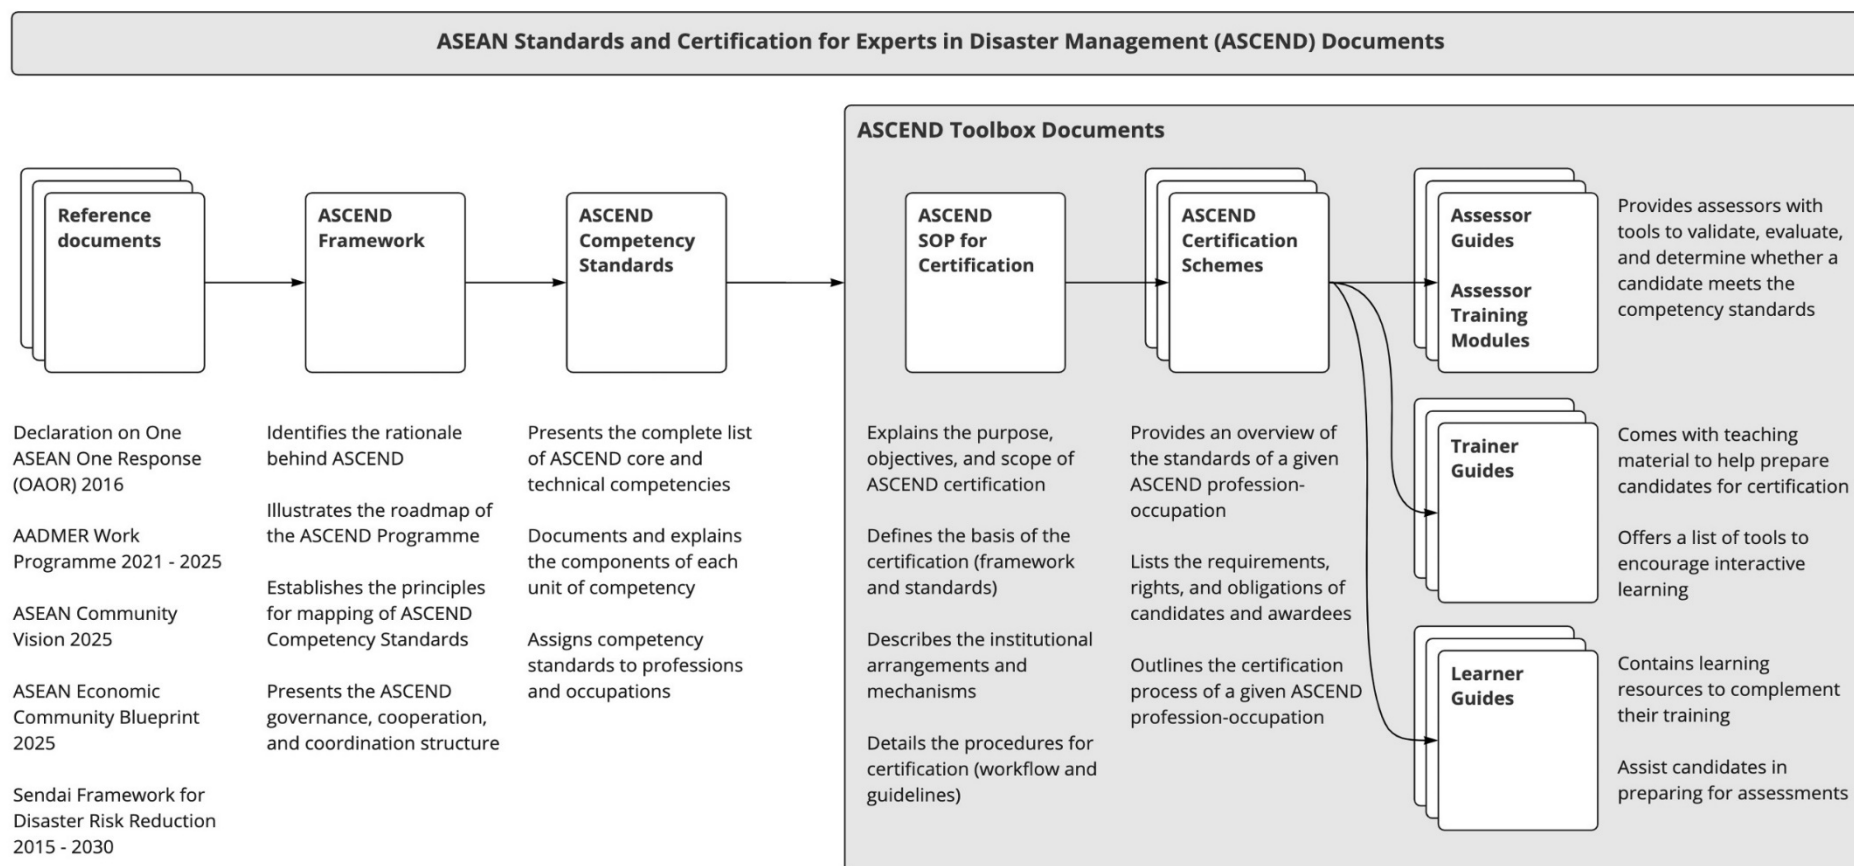 ASEAN Standards and Certification for Experts in Disaster Management (ASCEND) Documents
ASCEND Toolbox Documents
Reference
documents
ASCEND
Framework
ASCEND
Competency
Standards
ASCEND
SOP for
Certification
ASCEND
Certification
Schemes
Assessor
Guides
Assessor
Training
Modules
Provides assessors with
tools to validate, evaluate,
and determine whether a
candidate meets the
competency standards
Declaration on One
ASEAN One Response
(OAOR) 2016
AADMER Work
Programme 2021 - 2025
ASEAN Community
Vision 2025
ASEAN Economic
Community Blueprint
2025
Sendai Framework for
Disaster Risk Reduction
2015 - 2030
Identifies the rationale
behind ASCEND
Illustrates the roadmap of
the ASCEND Programme
Establishes the principles
for mapping of ASCEND
Competency Standards
Presents the ASCEND
governance, cooperation,
and coordination structure
Presents the complete list
of ASCEND core and
technical competencies
Documents and explains
the components of each
unit of competency
Assigns competency
standards to professions
and occupations
Explains the purpose,
objectives, and scope of
ASCEND certification
Defines the basis of the
certification (framework
and standards)
Describes the institutional
arrangements and
mechanisms
Details the procedures for
certification (workflow and
guidelines)
Provides an overview of
the standards of a given
ASCEND profession-
occupation
Lists the requirements,
rights, and obligations of
candidates and awardees
Outlines the certification
process of a given ASCEND
profession-occupation
Trainer
Guides
Comes with teaching
material to help prepare
candidates for certification
Offers a list of tools to
encourage interactive
learning
Learner
Guides
Contains learning
resources to complement
their training
Assist candidates in
preparing for assessments